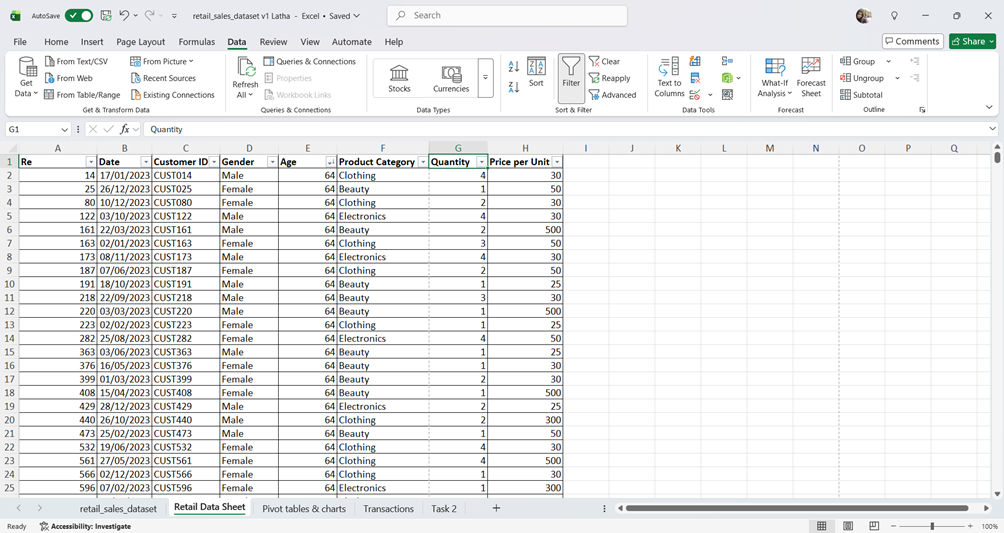 AutoSave
retail_sales_dataset v1 Latha - Excel • Saved
Search
File Home Insert Page Layout Formulas Data Review View Automate Help
Comments Share
Get Data
From Text/CSV
From Web
From Table/Range
From Picture
Recent Sources
Existing Connections
Refresh All
Queries & Connections
Properties
Workbook Links
Stocks
Currencies
Sort
Filter
Clear
Reapply
Advanced
Text to Columns
What-If Analysis
Forecast Sheet
Group
Ungroup
Subtotal
Get & Transform Data Queries & Connections Data Types Sort & Filter Data Tools Forecast Outline
G1 fx Quantity
A B C D E F G H I J K L M N O P Q
1 Re Date Customer ID Gender Age Product Category Quantity Price per Unit
2 14 17/01/2023 CUST014 Male 64 Clothing 4 30
3 25 26/12/2023 CUST025 Female 64 Beauty 1 50
4 80 10/12/2023 CUST080 Female 64 Clothing 2 30
5 122 03/10/2023 CUST122 Male 64 Electronics 4 30
6 161 22/03/2023 CUST161 Male 64 Beauty 2 500
7 163 02/01/2023 CUST163 Female 64 Clothing 3 50
8 173 08/11/2023 CUST173 Male 64 Electronics 4 30
9 187 07/06/2023 CUST187 Female 64 Clothing 2 50
10 191 18/10/2023 CUST191 Male 64 Beauty 1 25
11 218 22/09/2023 CUST218 Male 64 Beauty 3 30
12 220 03/03/2023 CUST220 Male 64 Beauty 1 500
13 223 02/02/2023 CUST223 Female 64 Clothing 1 25
14 282 25/08/2023 CUST282 Female 64 Electronics 4 50
15 363 03/06/2023 CUST363 Male 64 Beauty 1 25
16 376 16/05/2023 CUST376 Female 64 Beauty 1 30
17 399 01/03/2023 CUST399 Female 64 Beauty 2 30
18 408 15/04/2023 CUST408 Female 64 Beauty 1 500
19 429 28/12/2023 CUST429 Male 64 Electronics 2 25
20 440 26/10/2023 CUST440 Male 64 Clothing 2 300
21 473 25/02/2023 CUST473 Male 64 Beauty 1 50
22 532 19/06/2023 CUST532 Female 64 Clothing 4 30
23 561 27/05/2023 CUST561 Female 64 Clothing 4 500
24 566 02/12/2023 CUST566 Female 64 Clothing 1 30
25 596 07/02/2023 CUST596 Female 64 Electronics 1 300
retail_sales_dataset Retail Data Sheet Pivot tables & charts Transactions Task 2
Ready Accessibility: Investigate 100%